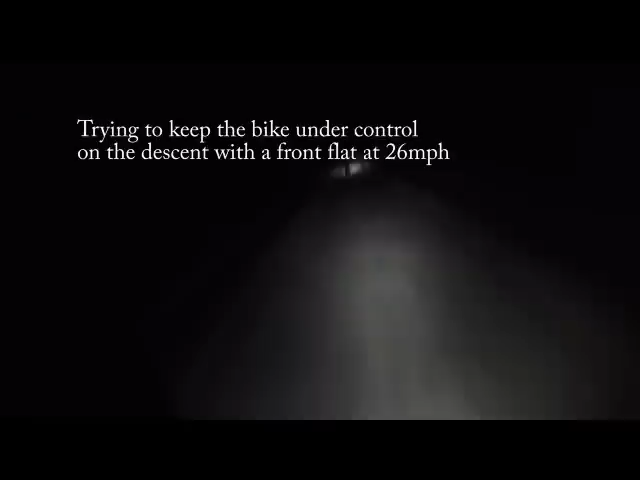 Trying to keep the bike under control
on the descent with a front flat at 26mph